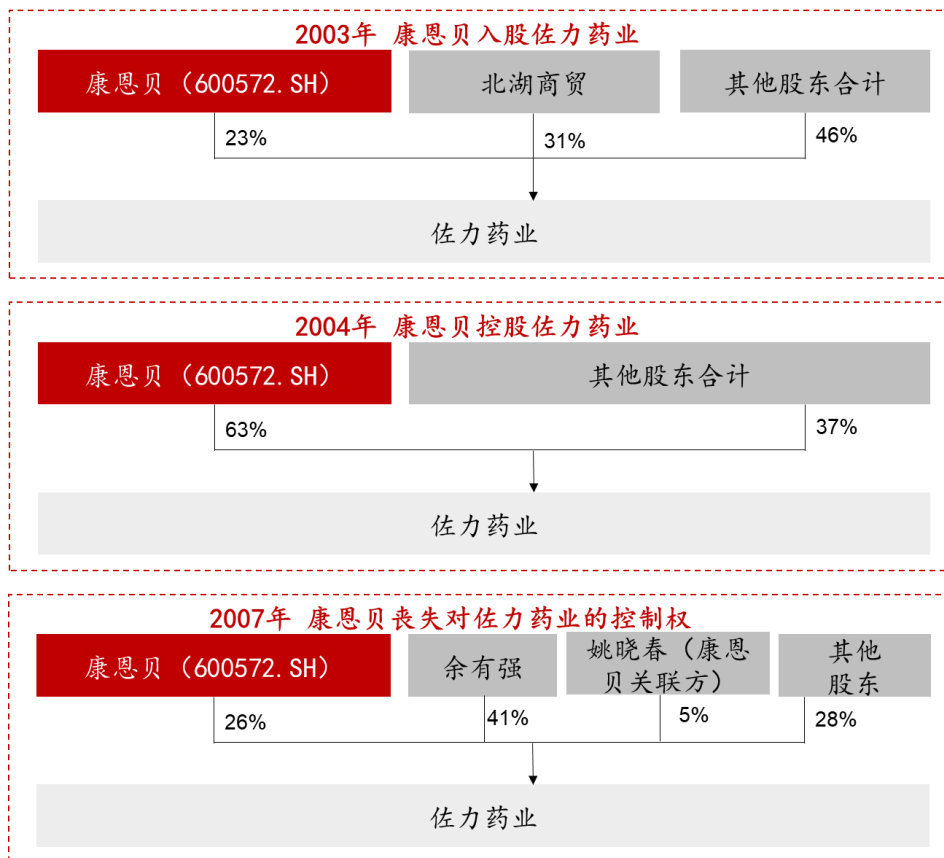 2003年 康恩贝入股佐力药业
康恩贝（600572.SH）
北湖商贸
其他股东合计
23%
31%
46%
佐力药业
2004年 康恩贝控股佐力药业
康恩贝（600572.SH）
其他股东合计
63%
37%
佐力药业
2007年 康恩贝丧失对佐力药业的控制权
康恩贝（600572.SH）
余有强
姚晓春（康恩
贝关联方）
其他
股东
26%
41%
5%
28%
佐力药业